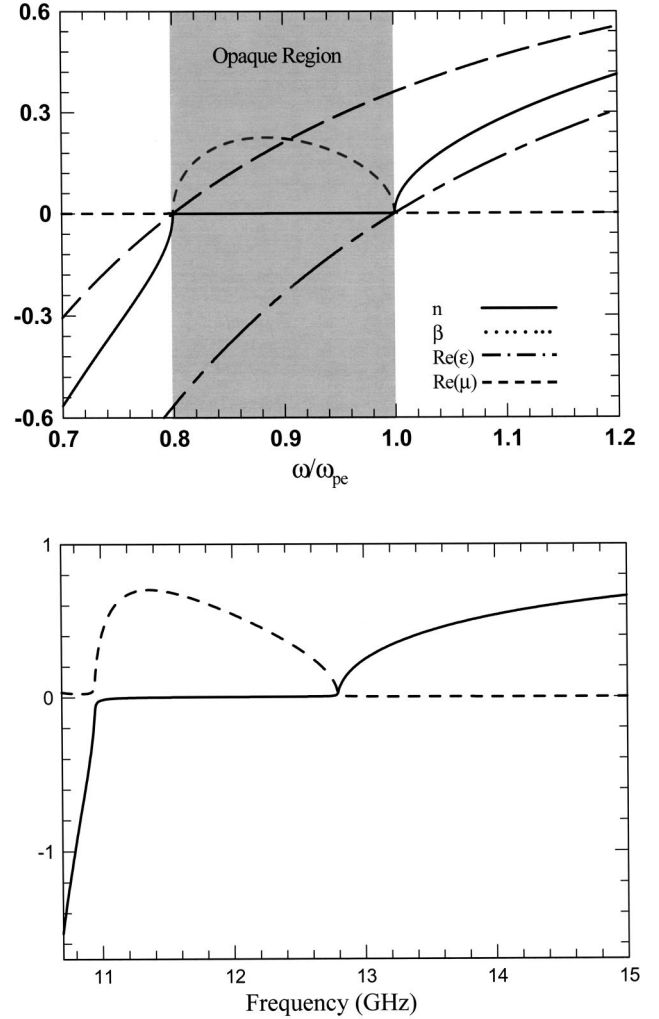 0.6
Opaque Region
0.3
0
-0.3
n
β
Re(ε)
Re(μ)
-0.6
0.7 0.8 0.9 1.0 1.1 1.2
ω/ωpe
1
0
-1
11 12 13 14 15
Frequency (GHz)